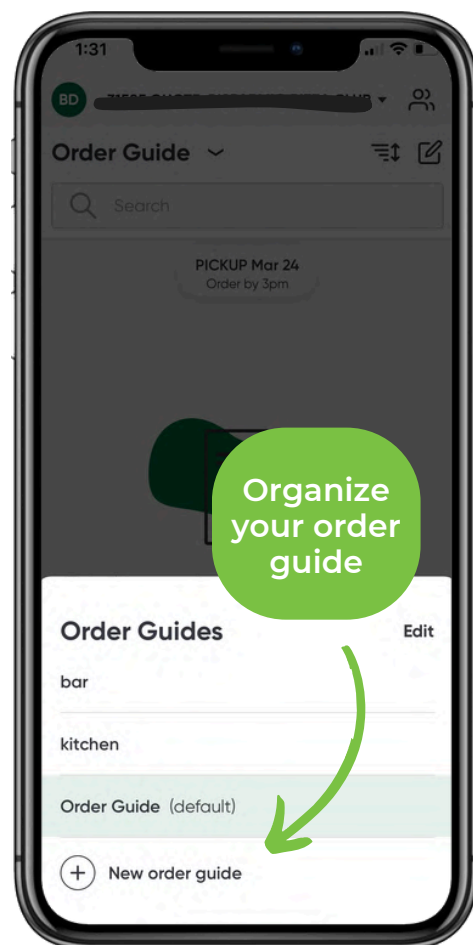 1:31
BD
Order Guide
Search
PICKUP Mar 24
Order by 3pm
Organize
your order
guide
Order Guides Edit
bar
kitchen
Order Guide (default)
New order guide